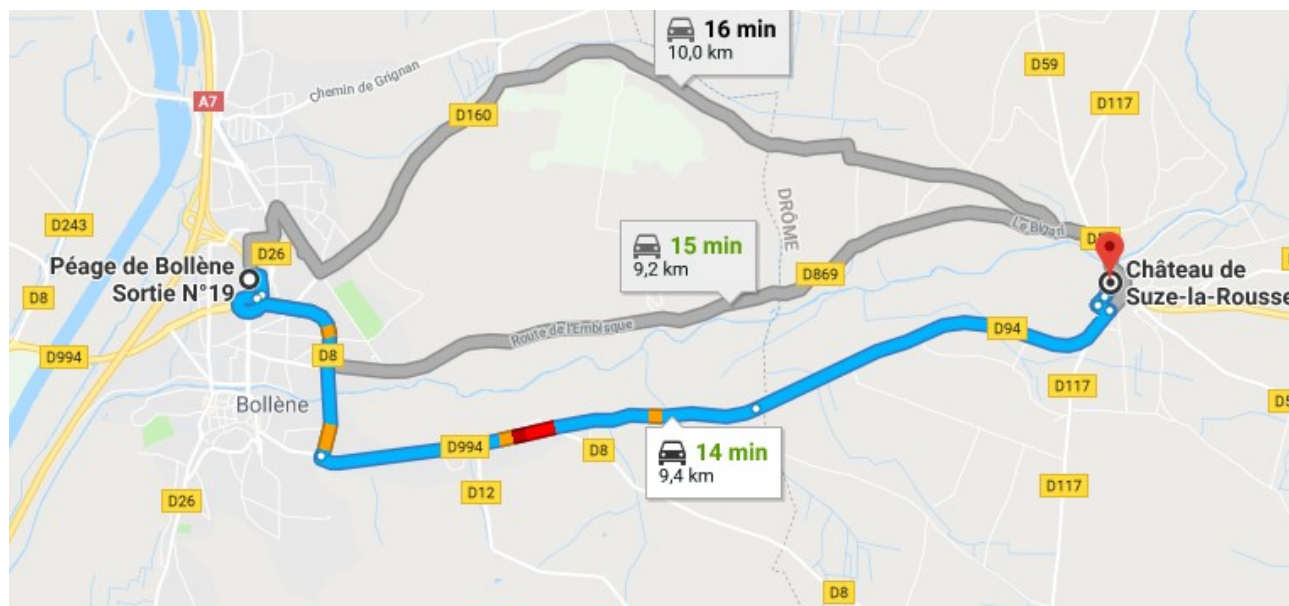 16 min
10,0 km
D59
A7
Chemin de Grignan
D117
D160
D243
DRÔME
15 min
9,2 km
Le Bigari
D26
Péage de Bollène
Sortie N°19
D869
Château de
Suze-la-Rousse
D8
Route de l'Embisque
D94
D994
D8
D117
Bollène
D994
D8
14 min
9,4 km
D26
D12
D117
D8